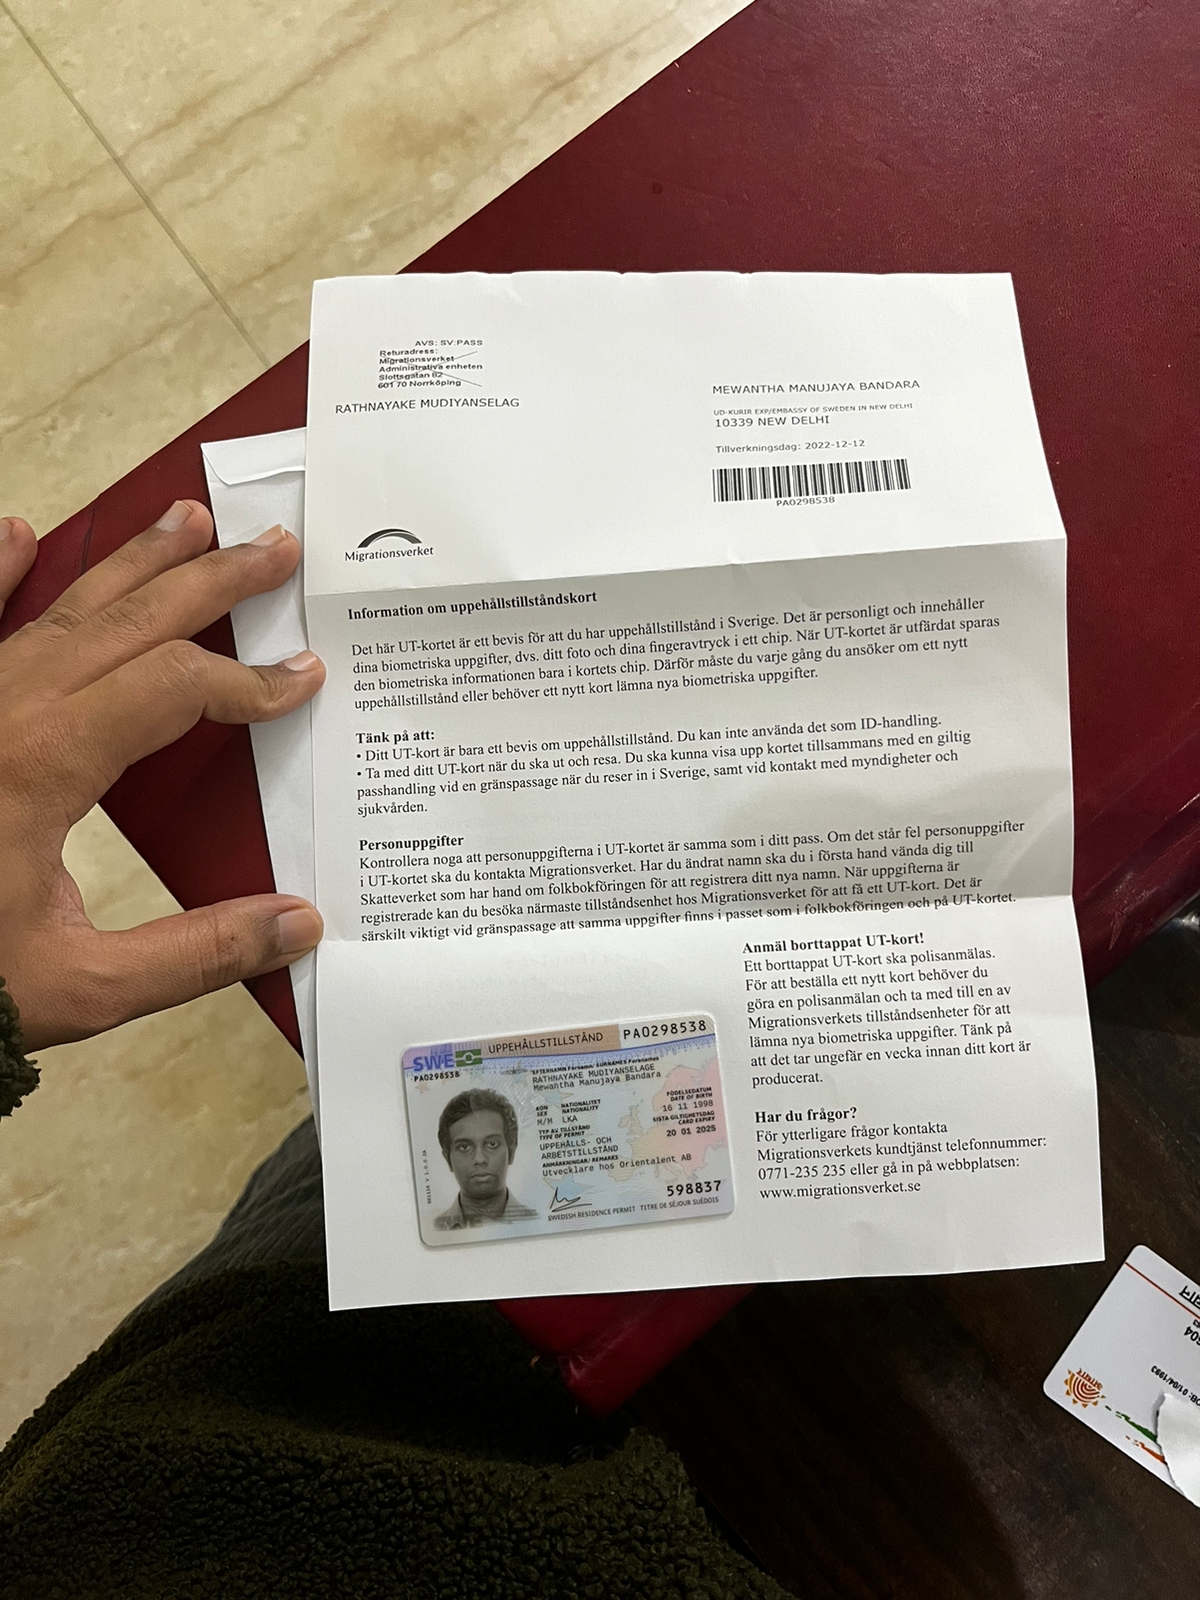 AVS: SV:PASS
Returadress:
Migrationsverket
Administrativa enheten
Slottsgatan 82
601 70 Norrköping
RATHNAYAKE MUDIYANSELAG
MEWANTHA MANUJAYA BANDARA
UD-KURIR EXP/EMBASSY OF SWEDEN IN NEW DELHI
10339 NEW DELHI
Tillverkningsdag: 2022-12-12
PA0298538
Migrationsverket
Information om uppehållstillståndskort
Det här UT-kortet är ett bevis för att du har uppehållstillstånd i Sverige. Det är personligt och innehåller
dina biometriska uppgifter, dvs. ditt foto och dina fingeravtryck i ett chip. När UT-kortet är utfärdat sparas
den biometriska informationen bara i kortets chip. Därför måste du varje gång du ansöker om ett nytt
uppehållstillstånd eller behöver ett nytt kort lämna nya biometriska uppgifter.
Tänk på att:
• Ditt UT-kort är bara ett bevis om uppehållstillstånd. Du kan inte använda det som ID-handling.
• Ta med ditt UT-kort när du ska ut och resa. Du ska kunna visa upp kortet tillsammans med en giltig
passhandling vid en gränspassage när du reser in i Sverige, samt vid kontakt med myndigheter och
sjukvården.
Personuppgifter
Kontrollera noga att personuppgifterna i UT-kortet är samma som i ditt pass. Om det står fel personuppgifter
i UT-kortet ska du kontakta Migrationsverket. Har du ändrat namn ska du i första hand vända dig till
Skatteverket som har hand om folkbokföringen för att registrera ditt nya namn. När uppgifterna är
registrerade kan du besöka närmaste tillståndsenhet hos Migrationsverket för att få ett UT-kort. Det är
särskilt viktigt vid gränspassage att samma uppgifter finns i passet som i folkbokföringen och på UT-kortet.
Anmäl borttappat UT-kort!
Ett borttappat UT-kort ska polisanmälas.
För att beställa ett nytt kort behöver du
göra en polisanmälan och ta med till en av
Migrationsverkets tillståndsenheter för att
lämna nya biometriska uppgifter. Tänk på
att det tar ungefär en vecka innan ditt kort är
producerat.
Har du frågor?
För ytterligare frågor kontakta
Migrationsverkets kundtjänst telefonnummer:
0771-235 235 eller gå in på webbplatsen:
www.migrationsverket.se
SWE
UPPEHÅLLSTILLSTÅND
PA0298538
PA0298538
EFTERNAMN Förnamn/ SURNAMES Forenames
RATHNAYAKE MUDIYANSELAGE
Mewantha Manujaya Bandara
KÖN NATIONALITET
SEX NATIONALITY
M/M LKA
FÖDELSEDATUM
DATE OF BIRTH
16 11 1998
SISTA GILTIGHETSDAG
CARD EXPIRY
20 01 2025
TYP AV TILLSTÅND
TYPE OF PERMIT
UPPEHÅLLS- OCH
ARBETSTILLSTÅND
ANMÄRKNINGAR/ REMARKS
Utvecklare hos Orientalent AB
598837
SWEDISH RESIDENCE PERMIT TITRE DE SÉJOUR SUÉDOIS
01/04/1993